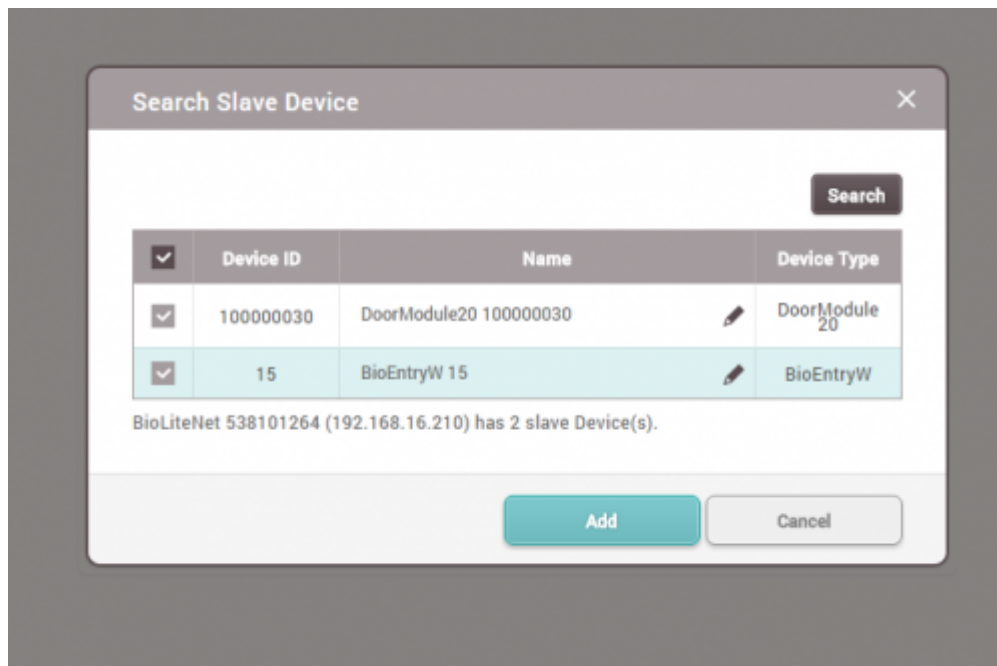 Search Slave Device
Search
Device ID Name Device Type
100000030 DoorModule20 100000030 DoorModule
20
15 BioEntryW 15 BioEntryW
BioLiteNet 538101264 (192.168.16.210) has 2 slave Device(s).
Add Cancel